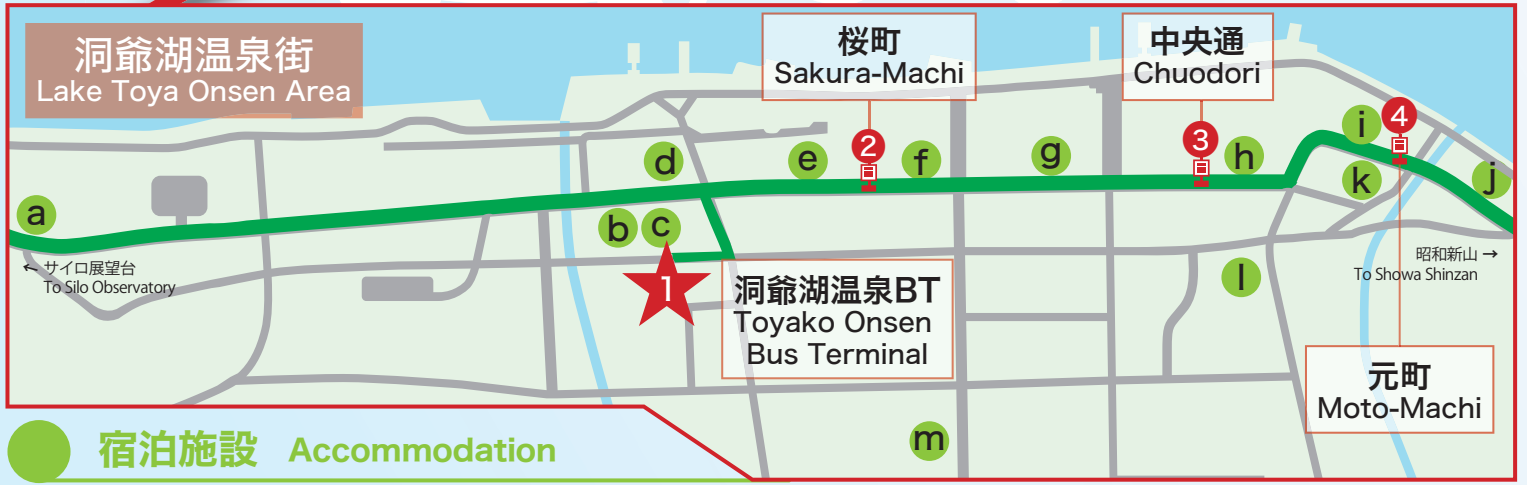 洞爺湖温泉街
Lake Toya Onsen Area
桜町
Sakura-Machi
中央通
Chuodori
2
3
4
a
b
c
d
e
f
g
h
i
j
k
l
m
← サイロ展望台
To Silo Observatory
昭和新山 →
To Showa Shinzan
1
洞爺湖温泉BT
Toyako Onsen
Bus Terminal
元町
Moto-Machi
宿泊施設 Accommodation